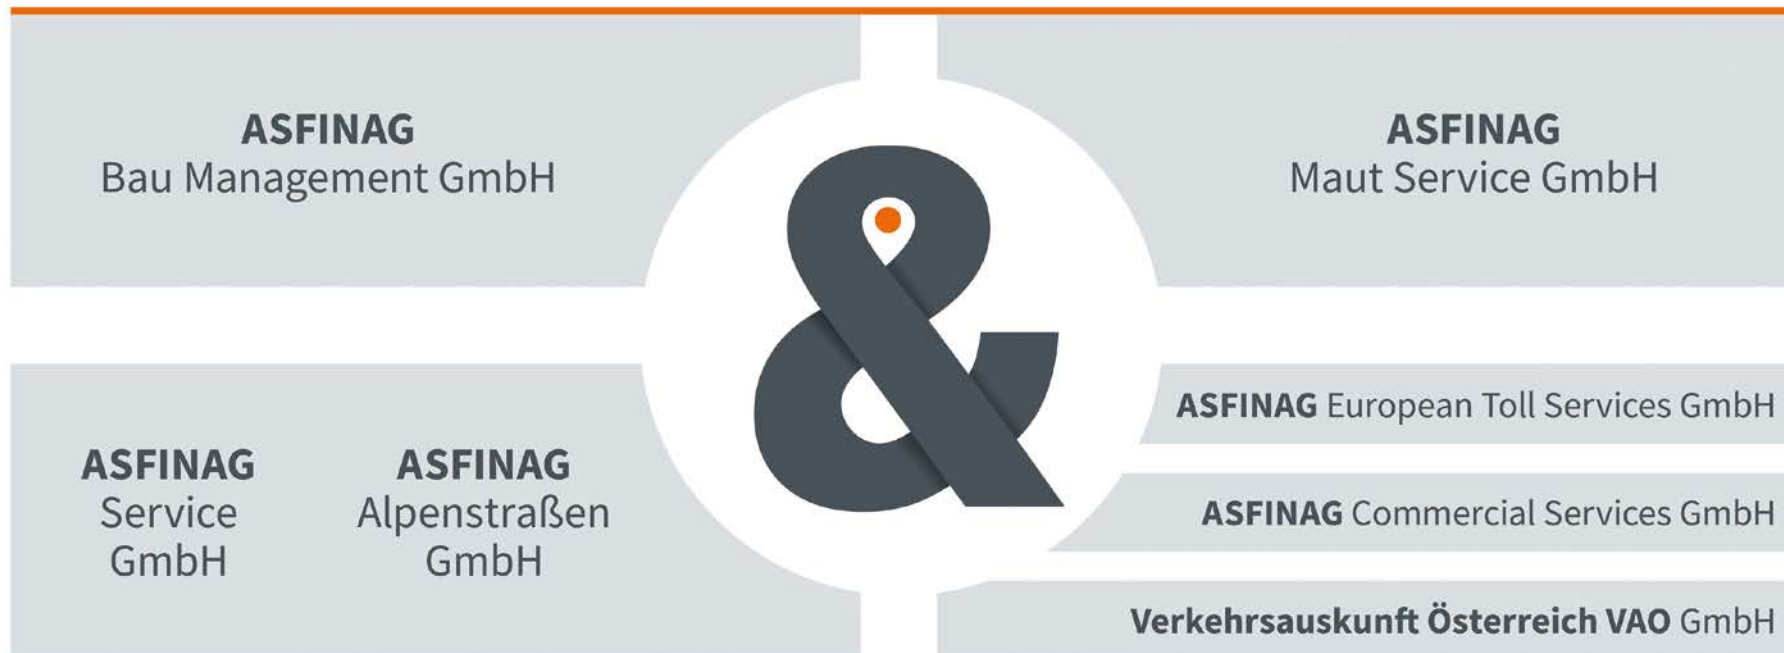 ASFINAG
Bau Management GmbH
ASFINAG
Maut Service GmbH
&
ASFINAG
Service
GmbH
ASFINAG
Alpenstraßen
GmbH
ASFINAG European Toll Services GmbH
ASFINAG Commercial Services GmbH
Verkehrsauskunft Österreich VAO GmbH